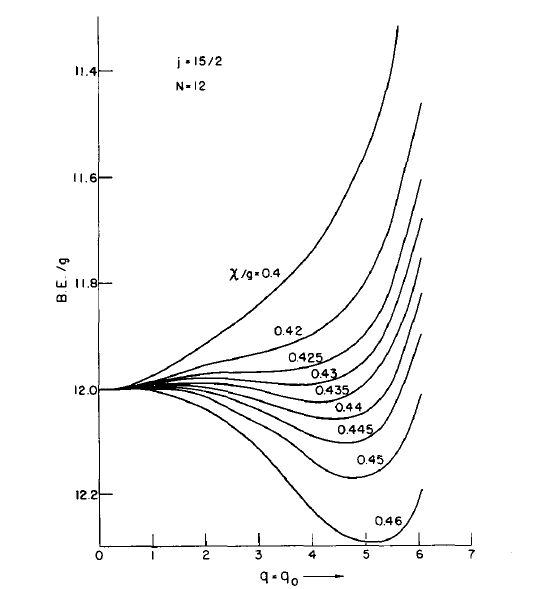 j = 15/2
N = 12
11.4
11.6
11.8
12.0
12.2
B.E./g
χ/g = 0.4
0.42
0.425
0.43
0.435
0.44
0.445
0.45
0.46
0 1 2 3 4 5 6 7
q = q₀ →